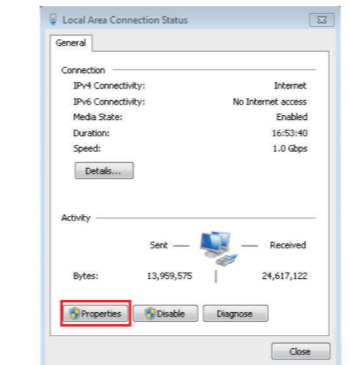 Local Area Connection Status
General
Connection
IPv4 Connectivity: Internet
IPv6 Connectivity: No Internet access
Media State: Enabled
Duration: 16:53:40
Speed: 1.0 Gbps
Details...
Activity
Sent — — Received
Bytes: 13,959,575 | 24,617,122
Properties Disable Diagnose
Close